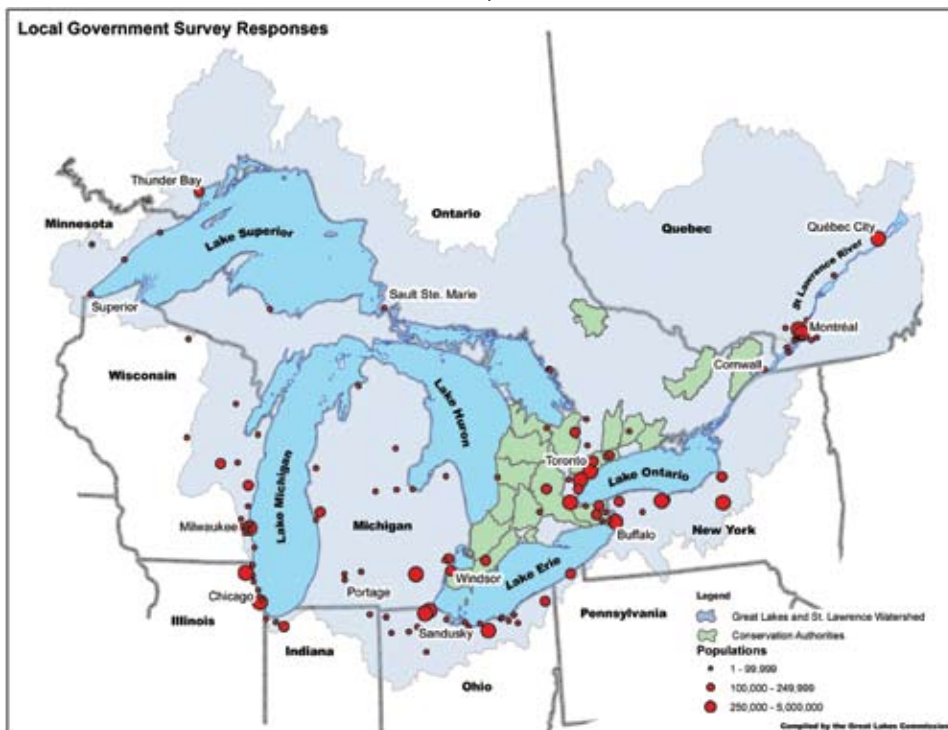 Local Government Survey Responses
Thunder Bay
Minnesota
Ontario
Quebec
Québec City
Lake Superior
St Lawrence River
Superior
Sault Ste. Marie
Montréal
Wisconsin
Cornwall
Lake Huron
Toronto
Lake Ontario
Lake Michigan
Milwaukee
Michigan
New York
Buffalo
Windsor
Lake Erie
Chicago
Portage
Illinois
Pennsylvania
Sandusky
Indiana
Ohio
Legend
Great Lakes and St. Lawrence Watershed
Conservation Authorities
Populations
1 - 99,999
100,000 - 249,999
250,000 - 5,000,000
Compiled by the Great Lakes Commission